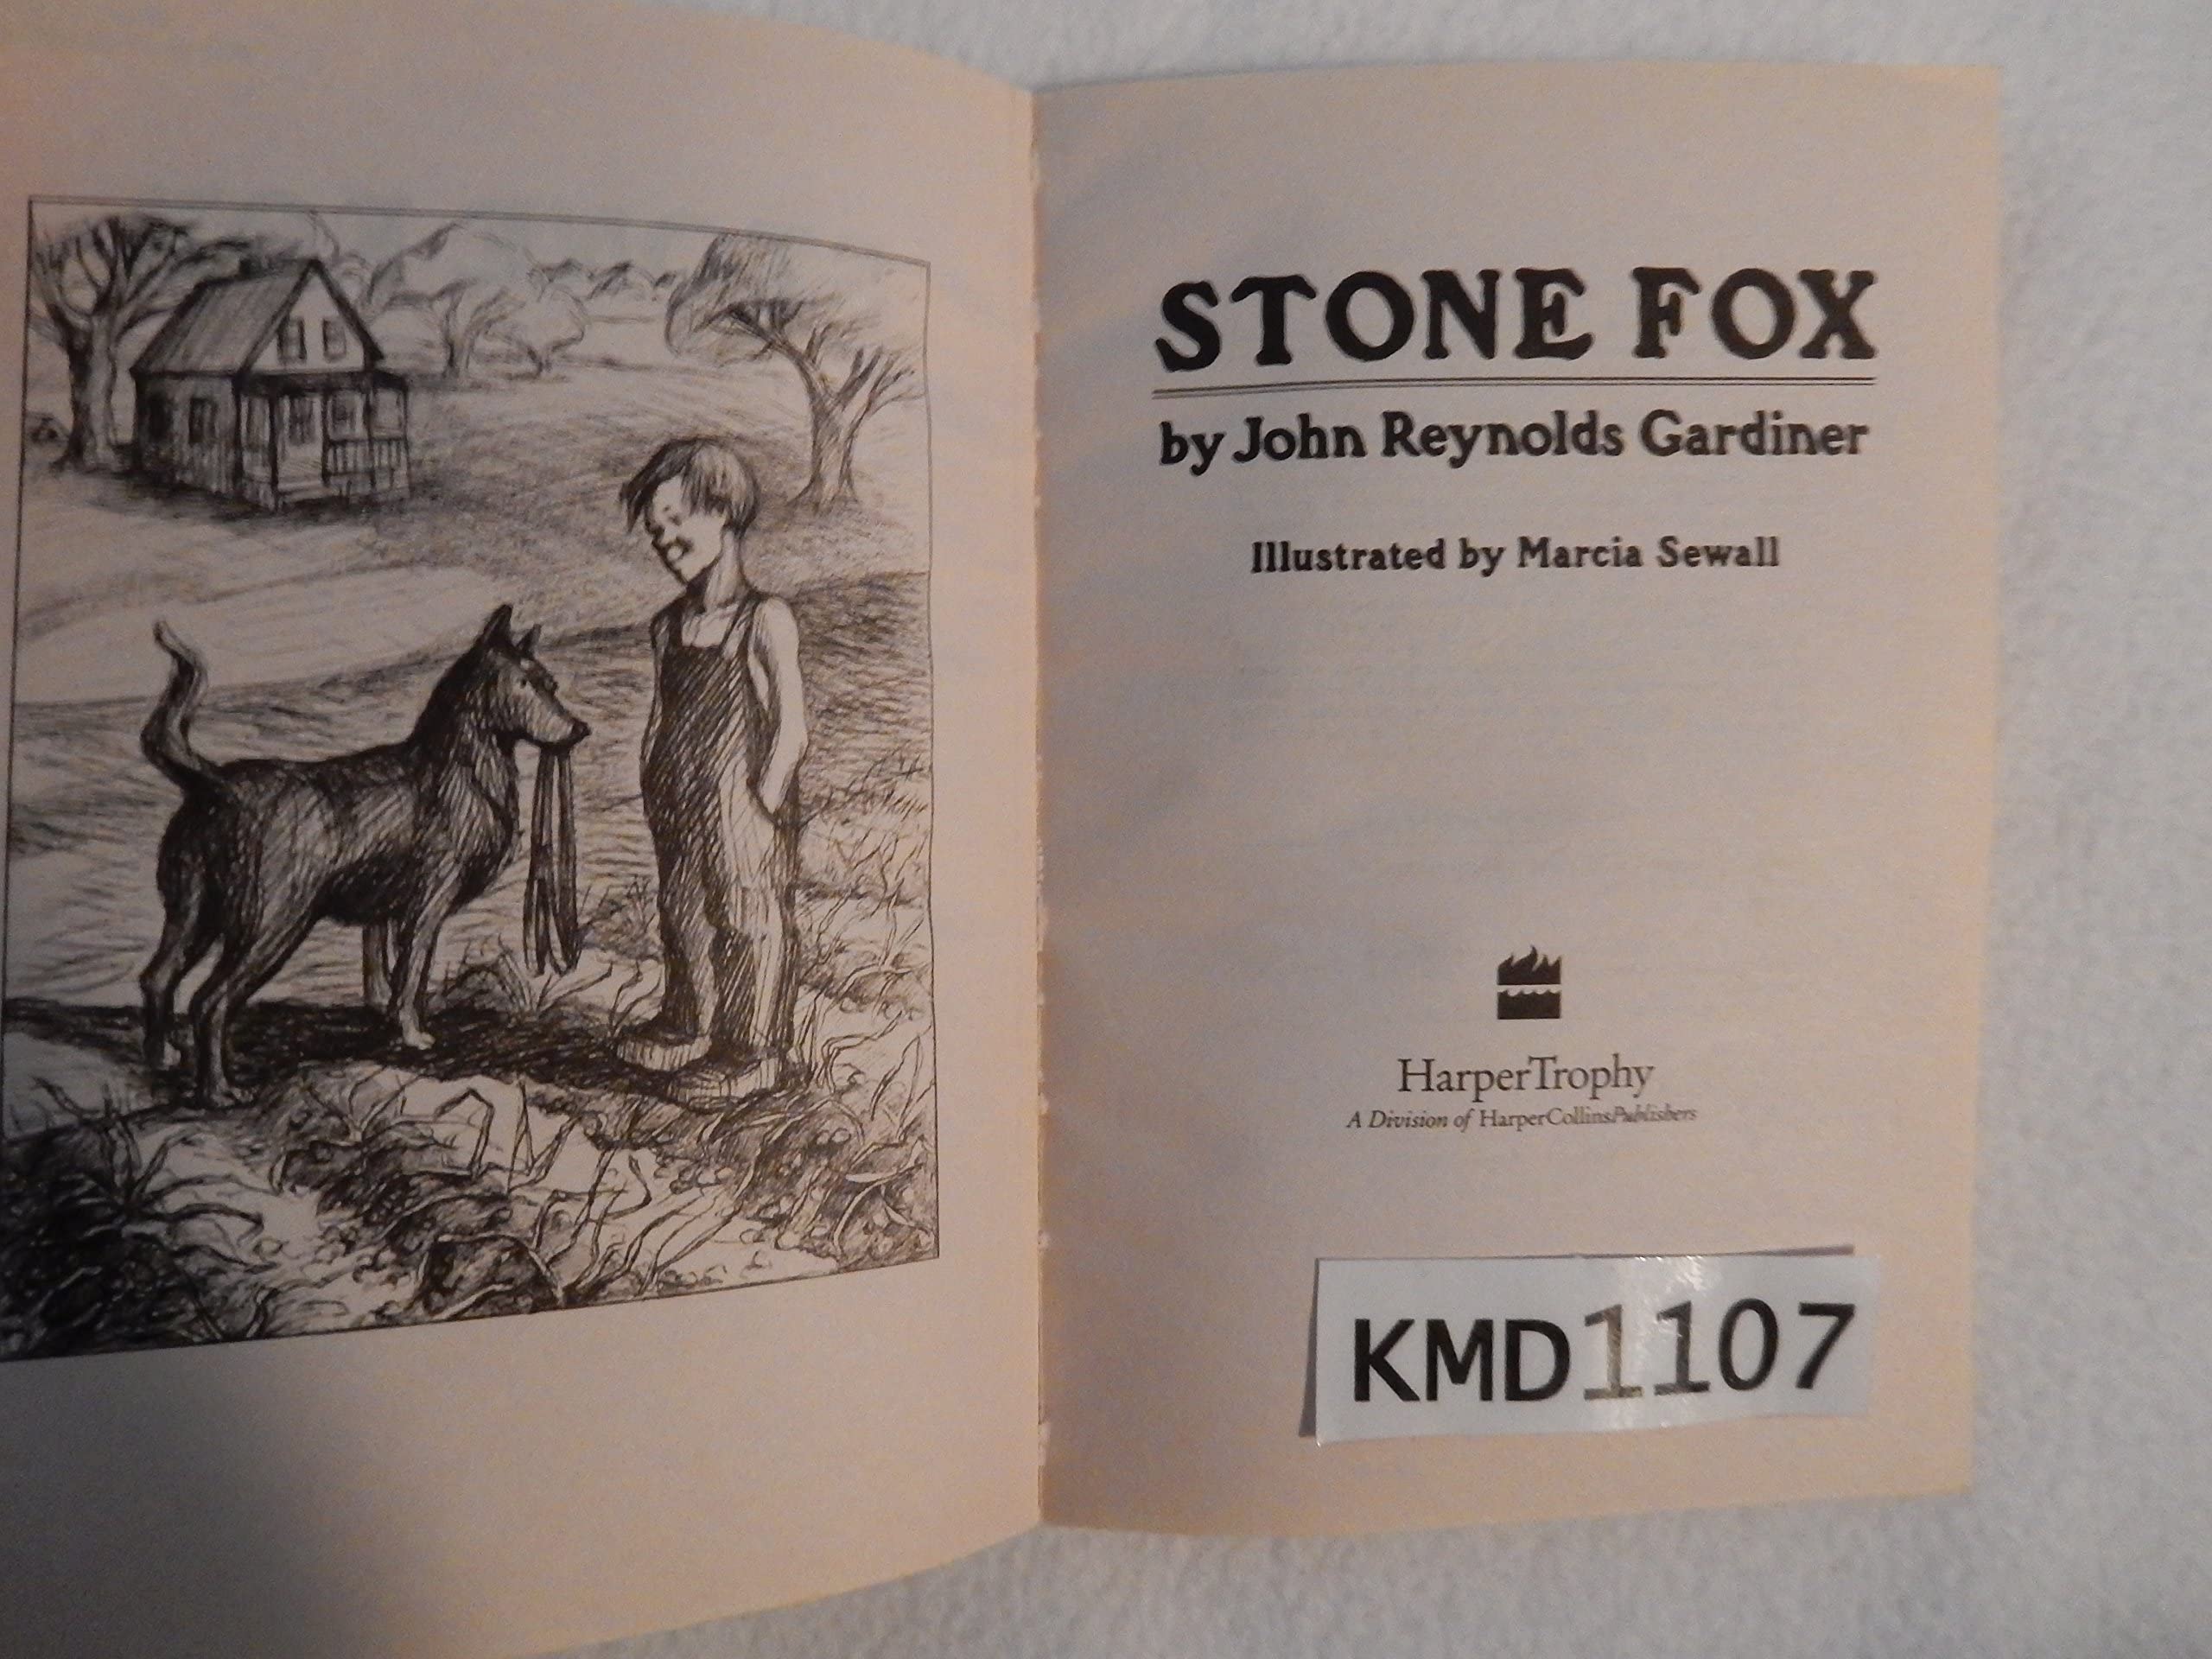 STONE FOX
by John Reynolds Gardiner
Illustrated by Marcia Sewall
HarperTrophy
A Division of HarperCollinsPublishers
KMD1107